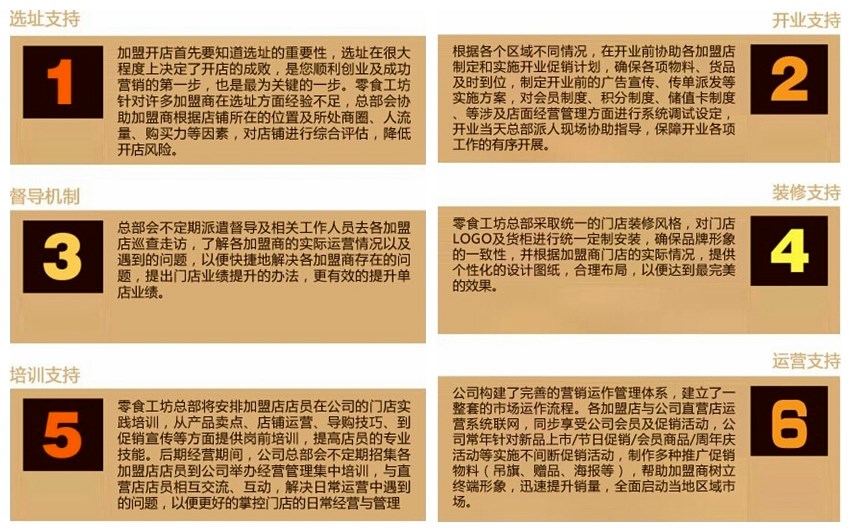 选址支持
1
加盟开店首先要知道选址的重要性，选址在很大
程度上决定了开店的成败，是您顺利创业及成功
营销的第一步，也是最为关键的一步。零食工坊
针对许多加盟商在选址方面经验不足，总部会协
助加盟商根据店铺所在的位置及所处商圈、人流
量、购买力等因素，对店铺进行综合评估，降低
开店风险。
开业支持
根据各个区域不同情况，在开业前协助各加盟店
制定和实施开业促销计划，确保各项物料、货品
及时到位，制定开业前的广告宣传、传单派发等
实施方案，对会员制度、积分制度、储值卡制度
、等涉及店面经营管理方面进行系统调试设定，
开业当天总部派人现场协助指导，保障开业各项
工作的有序开展。
2
督导机制
3
总部会不定期派遣督导及相关工作人员去各加盟
店巡查走访，了解各加盟商的实际运营情况以及
遇到的问题，以便快捷地解决各加盟商存在的问
题，提出门店业绩提升的办法，更有效的提升单
店业绩。
装修支持
零食工坊总部采取统一的门店装修风格，对门店
LOGO及货柜进行统一定制安装，确保品牌形象
的一致性，并根据加盟商门店的实际情况，提供
个性化的设计图纸，合理布局，以便达到最完美
的效果。
4
培训支持
5
零食工坊总部将安排加盟店店员在公司的门店实
践培训，从产品卖点、店铺运营、导购技巧、到
促销宣传等方面提供岗前培训，提高店员的专业
技能。后期经营期间，公司总部会不定期招集各
加盟店店员到公司举办经营管理集中培训，与直
营店店员相互交流、互动，解决日常运营中遇到
的问题，以便更好的掌控门店的日常经营与管理
运营支持
公司构建了完善的营销运作管理体系，建立了一
整套的市场运作流程。各加盟店与公司直营店运
营系统联网，同步享受公司会员及促销活动，公
司常年针对新品上市/节日促销/会员商品/周年庆
活动等实施不间断促销活动，制作多种推广促销
物料（吊旗、赠品、海报等），帮助加盟商树立
终端形象，迅速提升销量，全面启动当地区域市
场。
6